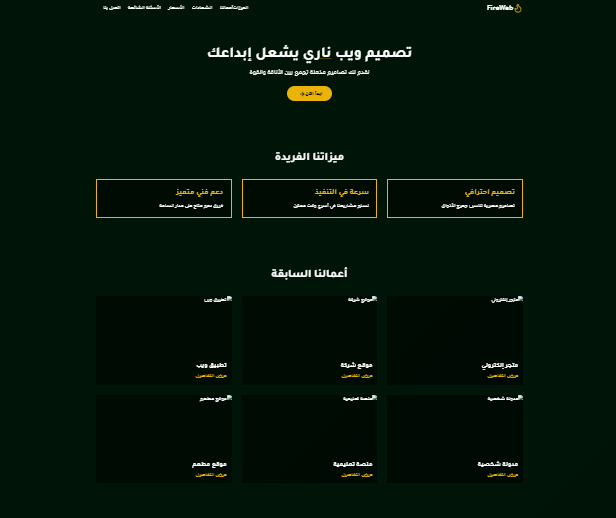 FireWeb
المميزات أعمالنا الشهادات الأسعار الأسئلة الشائعة اتصل بنا
تصميم ويب ناري يشعل إبداعك
نقدم لك تصاميم مذهلة تجمع بين الأناقة والقوة
ابدأ الآن
ميزاتنا الفريدة
تصميم احترافي
تصاميم عصرية تناسب جميع الأذواق
سرعة في التنفيذ
تسليم مشاريعنا في أسرع وقت ممكن
دعم فني متميز
فريق دعم متاح على مدار الساعة
أعمالنا السابقة
متجر إلكتروني
متجر إلكتروني
عرض التفاصيل
موقع شركة
موقع شركة
عرض التفاصيل
تطبيق ويب
تطبيق ويب
عرض التفاصيل
مدونة شخصية
مدونة شخصية
عرض التفاصيل
منصة تعليمية
منصة تعليمية
عرض التفاصيل
موقع مطعم
موقع مطعم
عرض التفاصيل